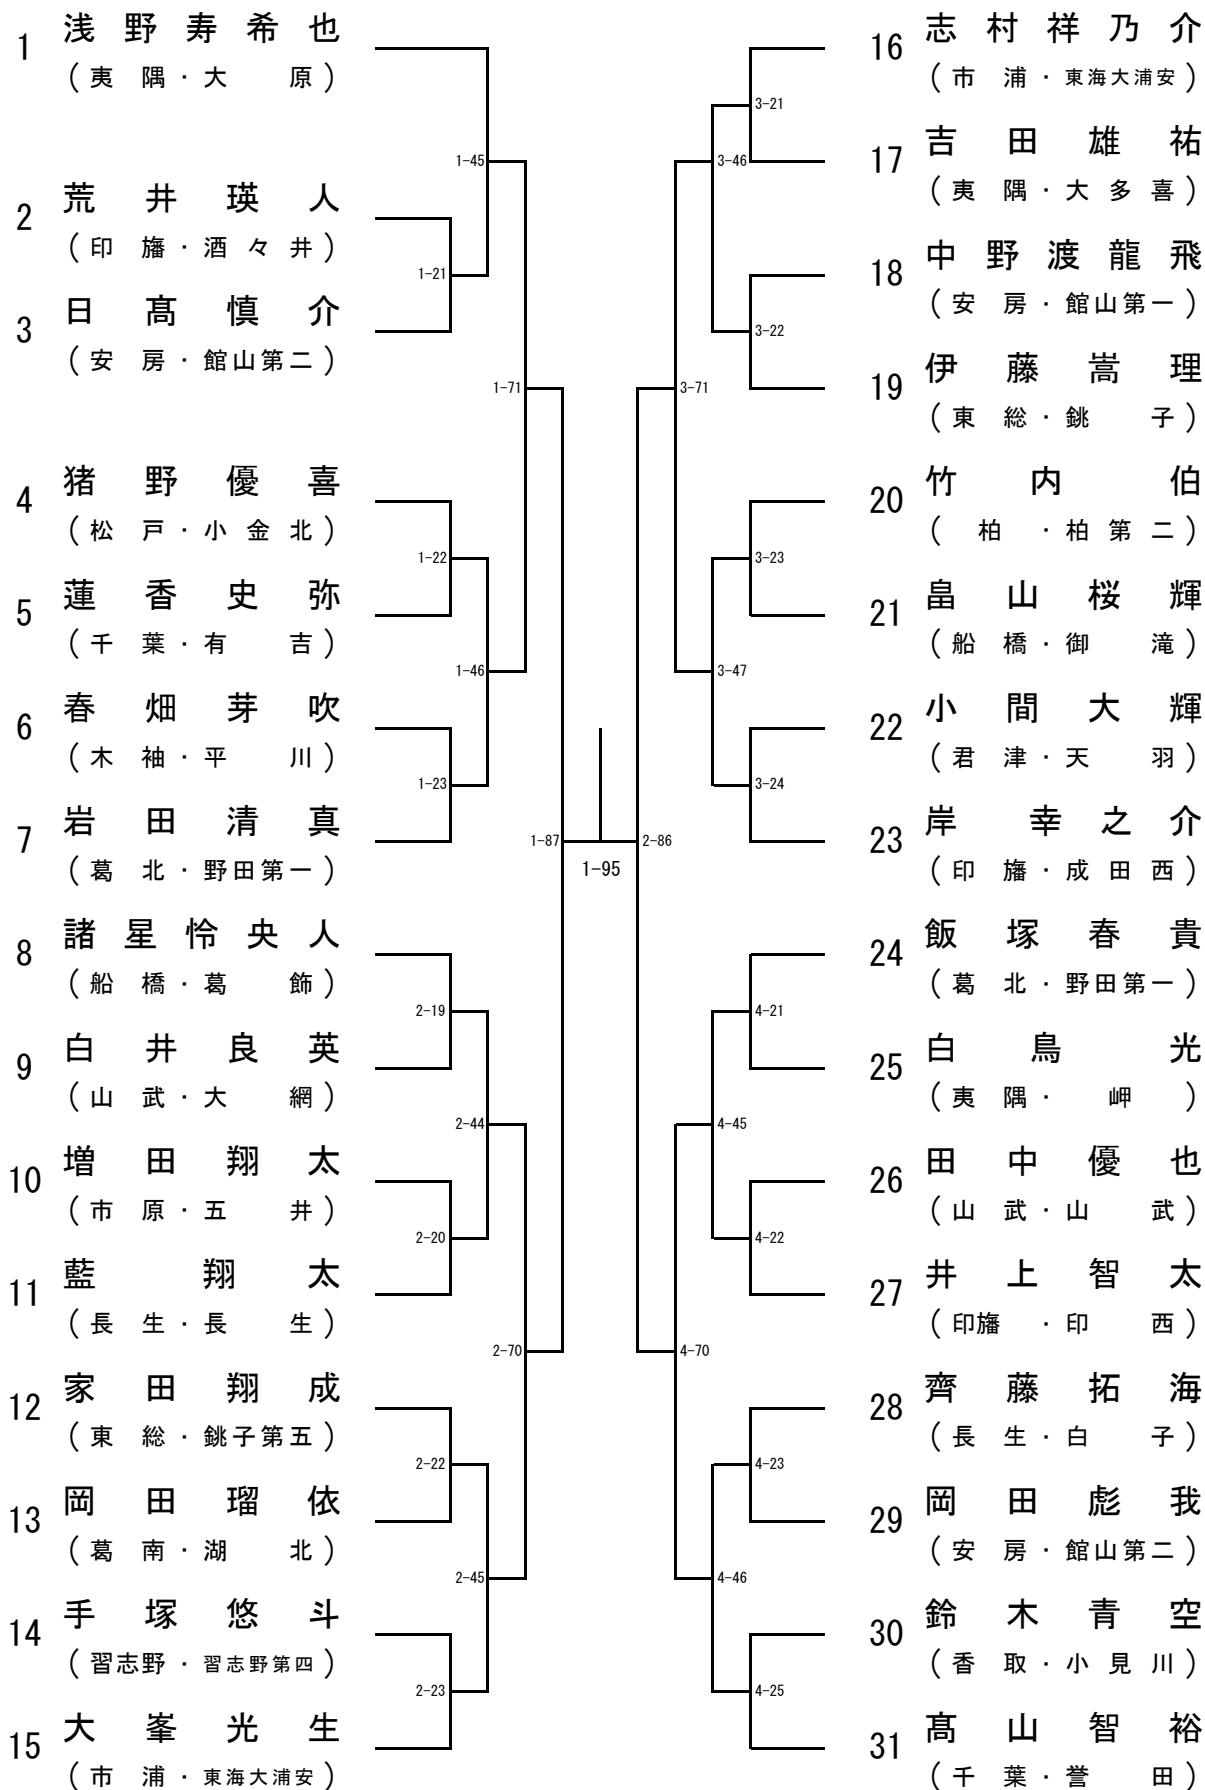 1 浅野寿希也
(夷隅・大原)
2 荒井瑛人
(印旛・酒々井)
3 日髙慎介
(安房・館山第二)
4 猪野優喜
(松戸・小金北)
5 蓮香史弥
(千葉・有吉)
6 春畑芽吹
(木袖・平川)
7 岩田清真
(葛北・野田第一)
8 諸星怜央人
(船橋・葛飾)
9 白井良英
(山武・大網)
10 増田翔太
(市原・五井)
11 藍翔太
(長生・長生)
12 家田翔成
(東総・銚子第五)
13 岡田瑠依
(葛南・湖北)
14 手塚悠斗
(習志野・習志野第四)
15 大峯光生
(市浦・東海大浦安)
1-45
1-21
1-71
1-22
1-46
1-23
1-87
2-19
2-44
2-20
2-70
2-22
2-45
2-23
1-95
3-21
3-46
3-22
3-71
3-23
3-47
3-24
2-86
4-21
4-45
4-22
4-70
4-23
4-46
4-25
16 志村祥乃介
(市浦・東海大浦安)
17 吉田雄祐
(夷隅・大多喜)
18 中野渡龍飛
(安房・館山第一)
19 伊藤嵩理
(東総・銚子)
20 竹内伯
(柏・柏第二)
21 畠山桜輝
(船橋・御滝)
22 小間大輝
(君津・天羽)
23 岸幸之介
(印旛・成田西)
24 飯塚春貴
(葛北・野田第一)
25 白鳥光
(夷隅・岬)
26 田中優也
(山武・山武)
27 井上智太
(印旛・印西)
28 齊藤拓海
(長生・白子)
29 岡田彪我
(安房・館山第二)
30 鈴木青空
(香取・小見川)
31 髙山智裕
(千葉・誉田)